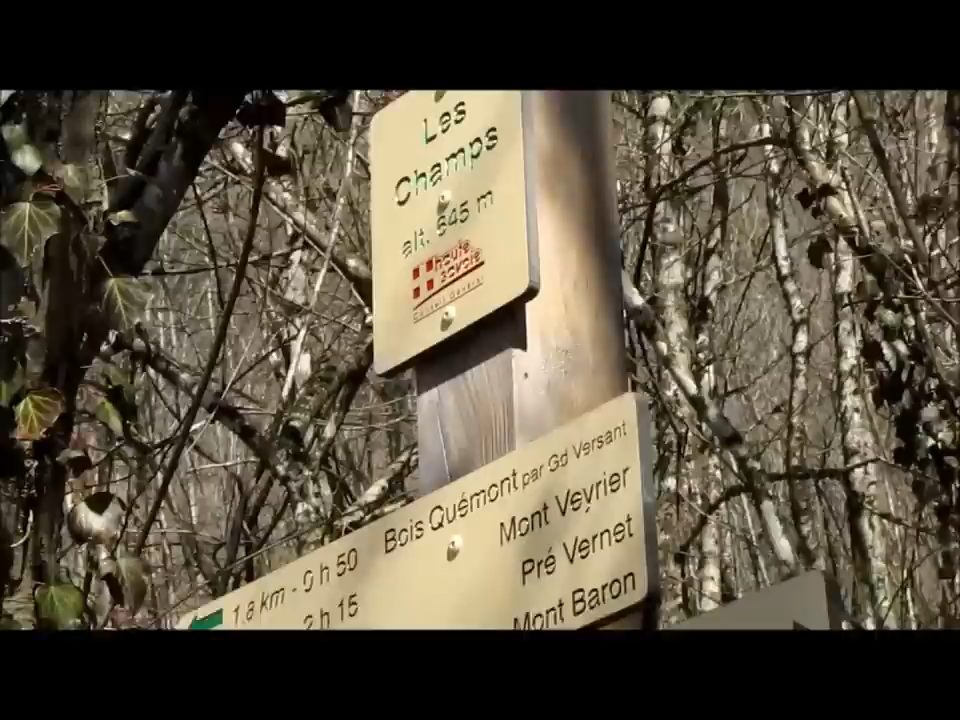 Les
Champs
alt. 645 m
haute
savoie
Conseil Général
Bois Quémont par Gd Versant
1,8 km - 0 h 50
Mont Veyrier
Pré Vernet
2 h 15
Mont Baron